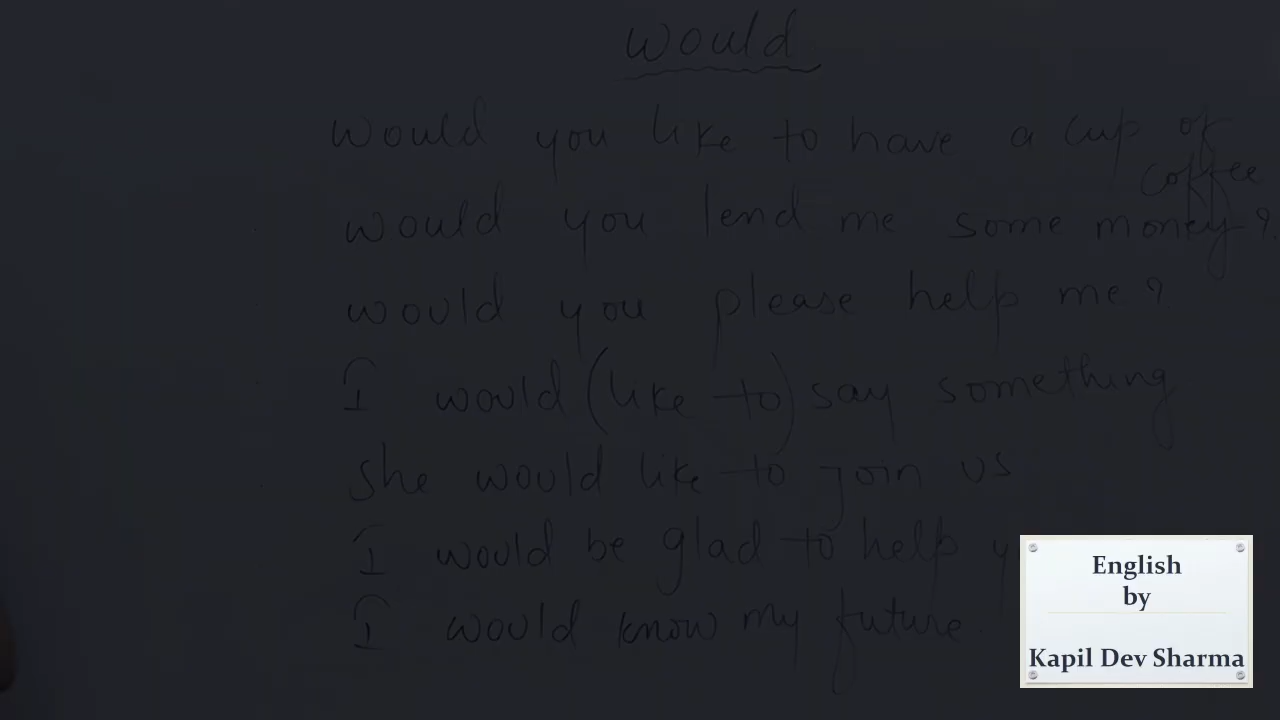 would
Would you like to have a cup of
coffee
would you lend me some money?
would you please help me?
I would (like to) say something
She would like to join us
I would be glad to help y
I would know my future.
English
by
Kapil Dev Sharma